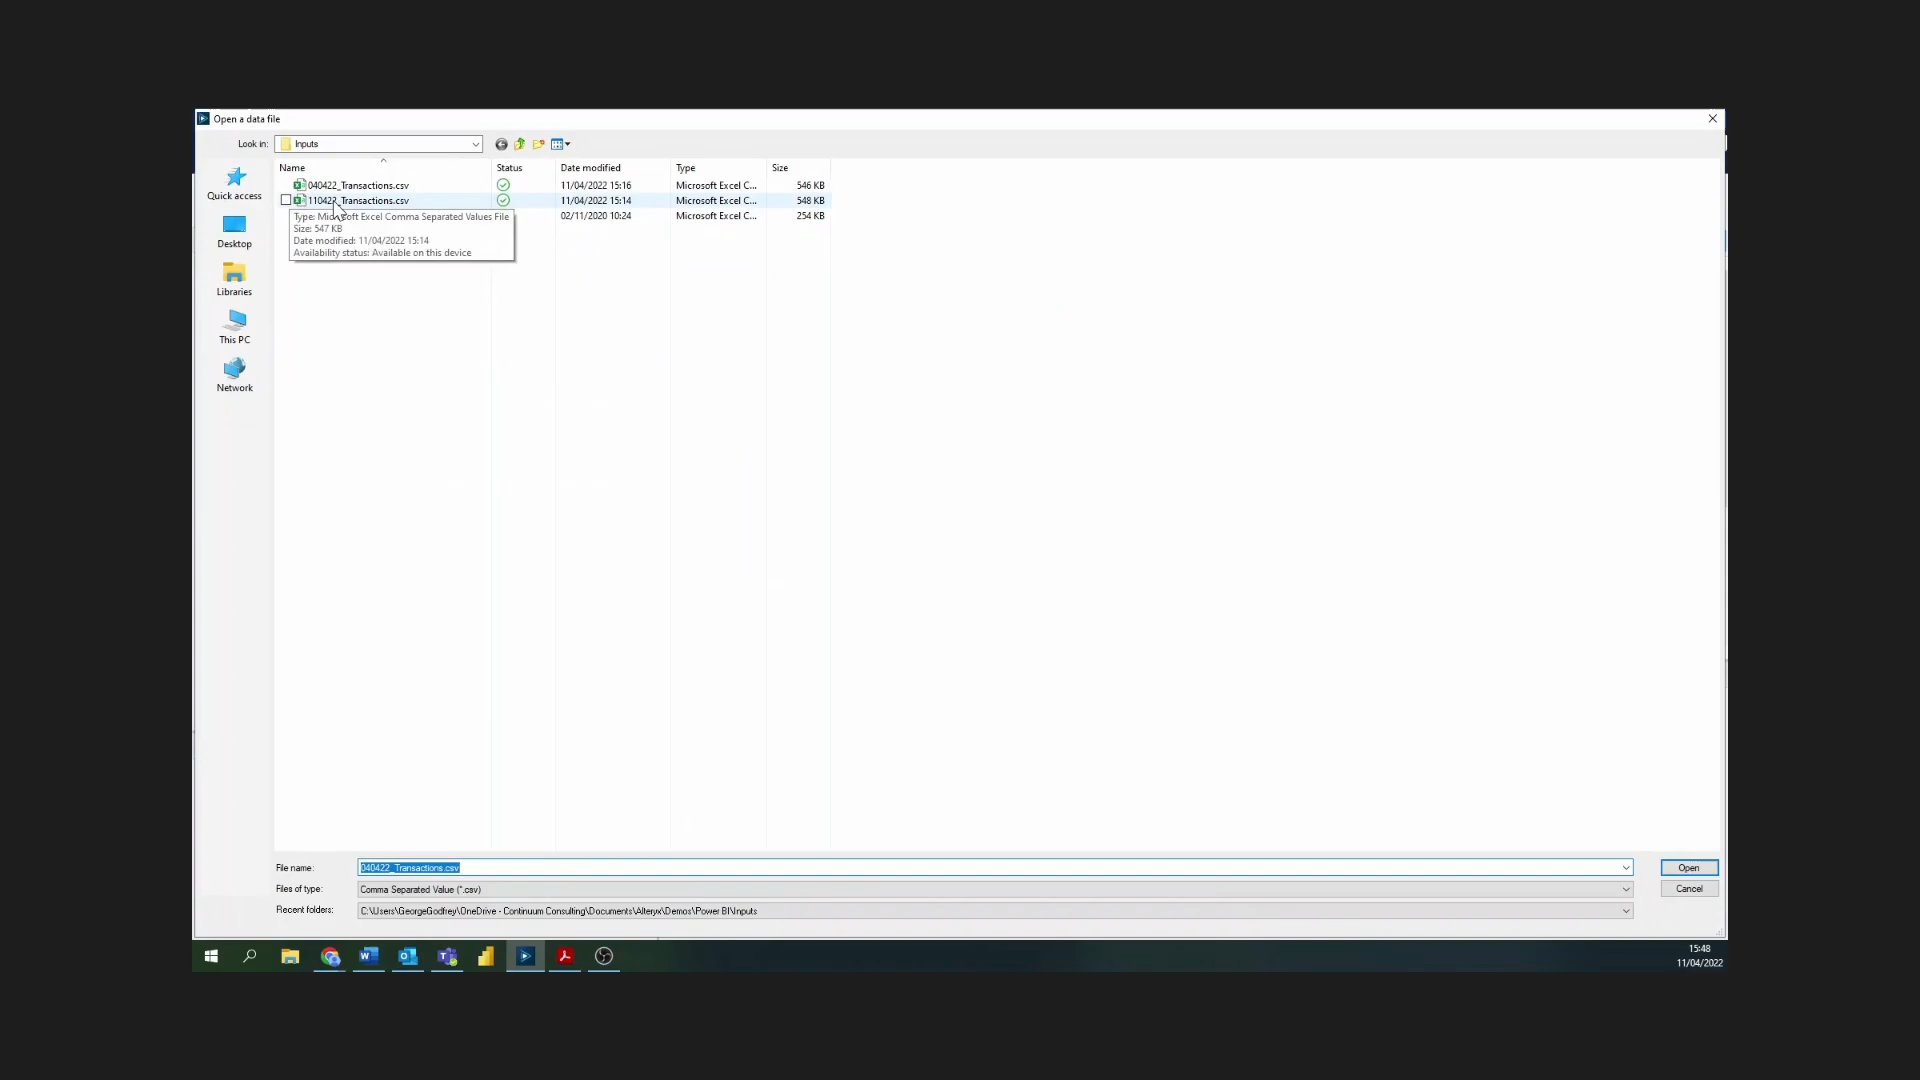 Open a data file
Look in: Inputs
Name Status Date modified Type Size
040422_Transactions.csv 11/04/2022 15:16 Microsoft Excel C... 546 KB
110422_Transactions.csv 11/04/2022 15:14 Microsoft Excel C... 548 KB
02/11/2020 10:24 Microsoft Excel C... 254 KB
Type: Microsoft Excel Comma Separated Values File
Size: 547 KB
Date modified: 11/04/2022 15:14
Availability status: Available on this device
Quick access
Desktop
Libraries
This PC
Network
File name: 040422_Transactions.csv Open
Files of type: Comma Separated Value (*.csv) Cancel
Recent folders: C:\Users\GeorgeGodfrey\OneDrive - Continuum Consulting\Documents\Alteryx\Demos\Power BI\Inputs
15:48
11/04/2022